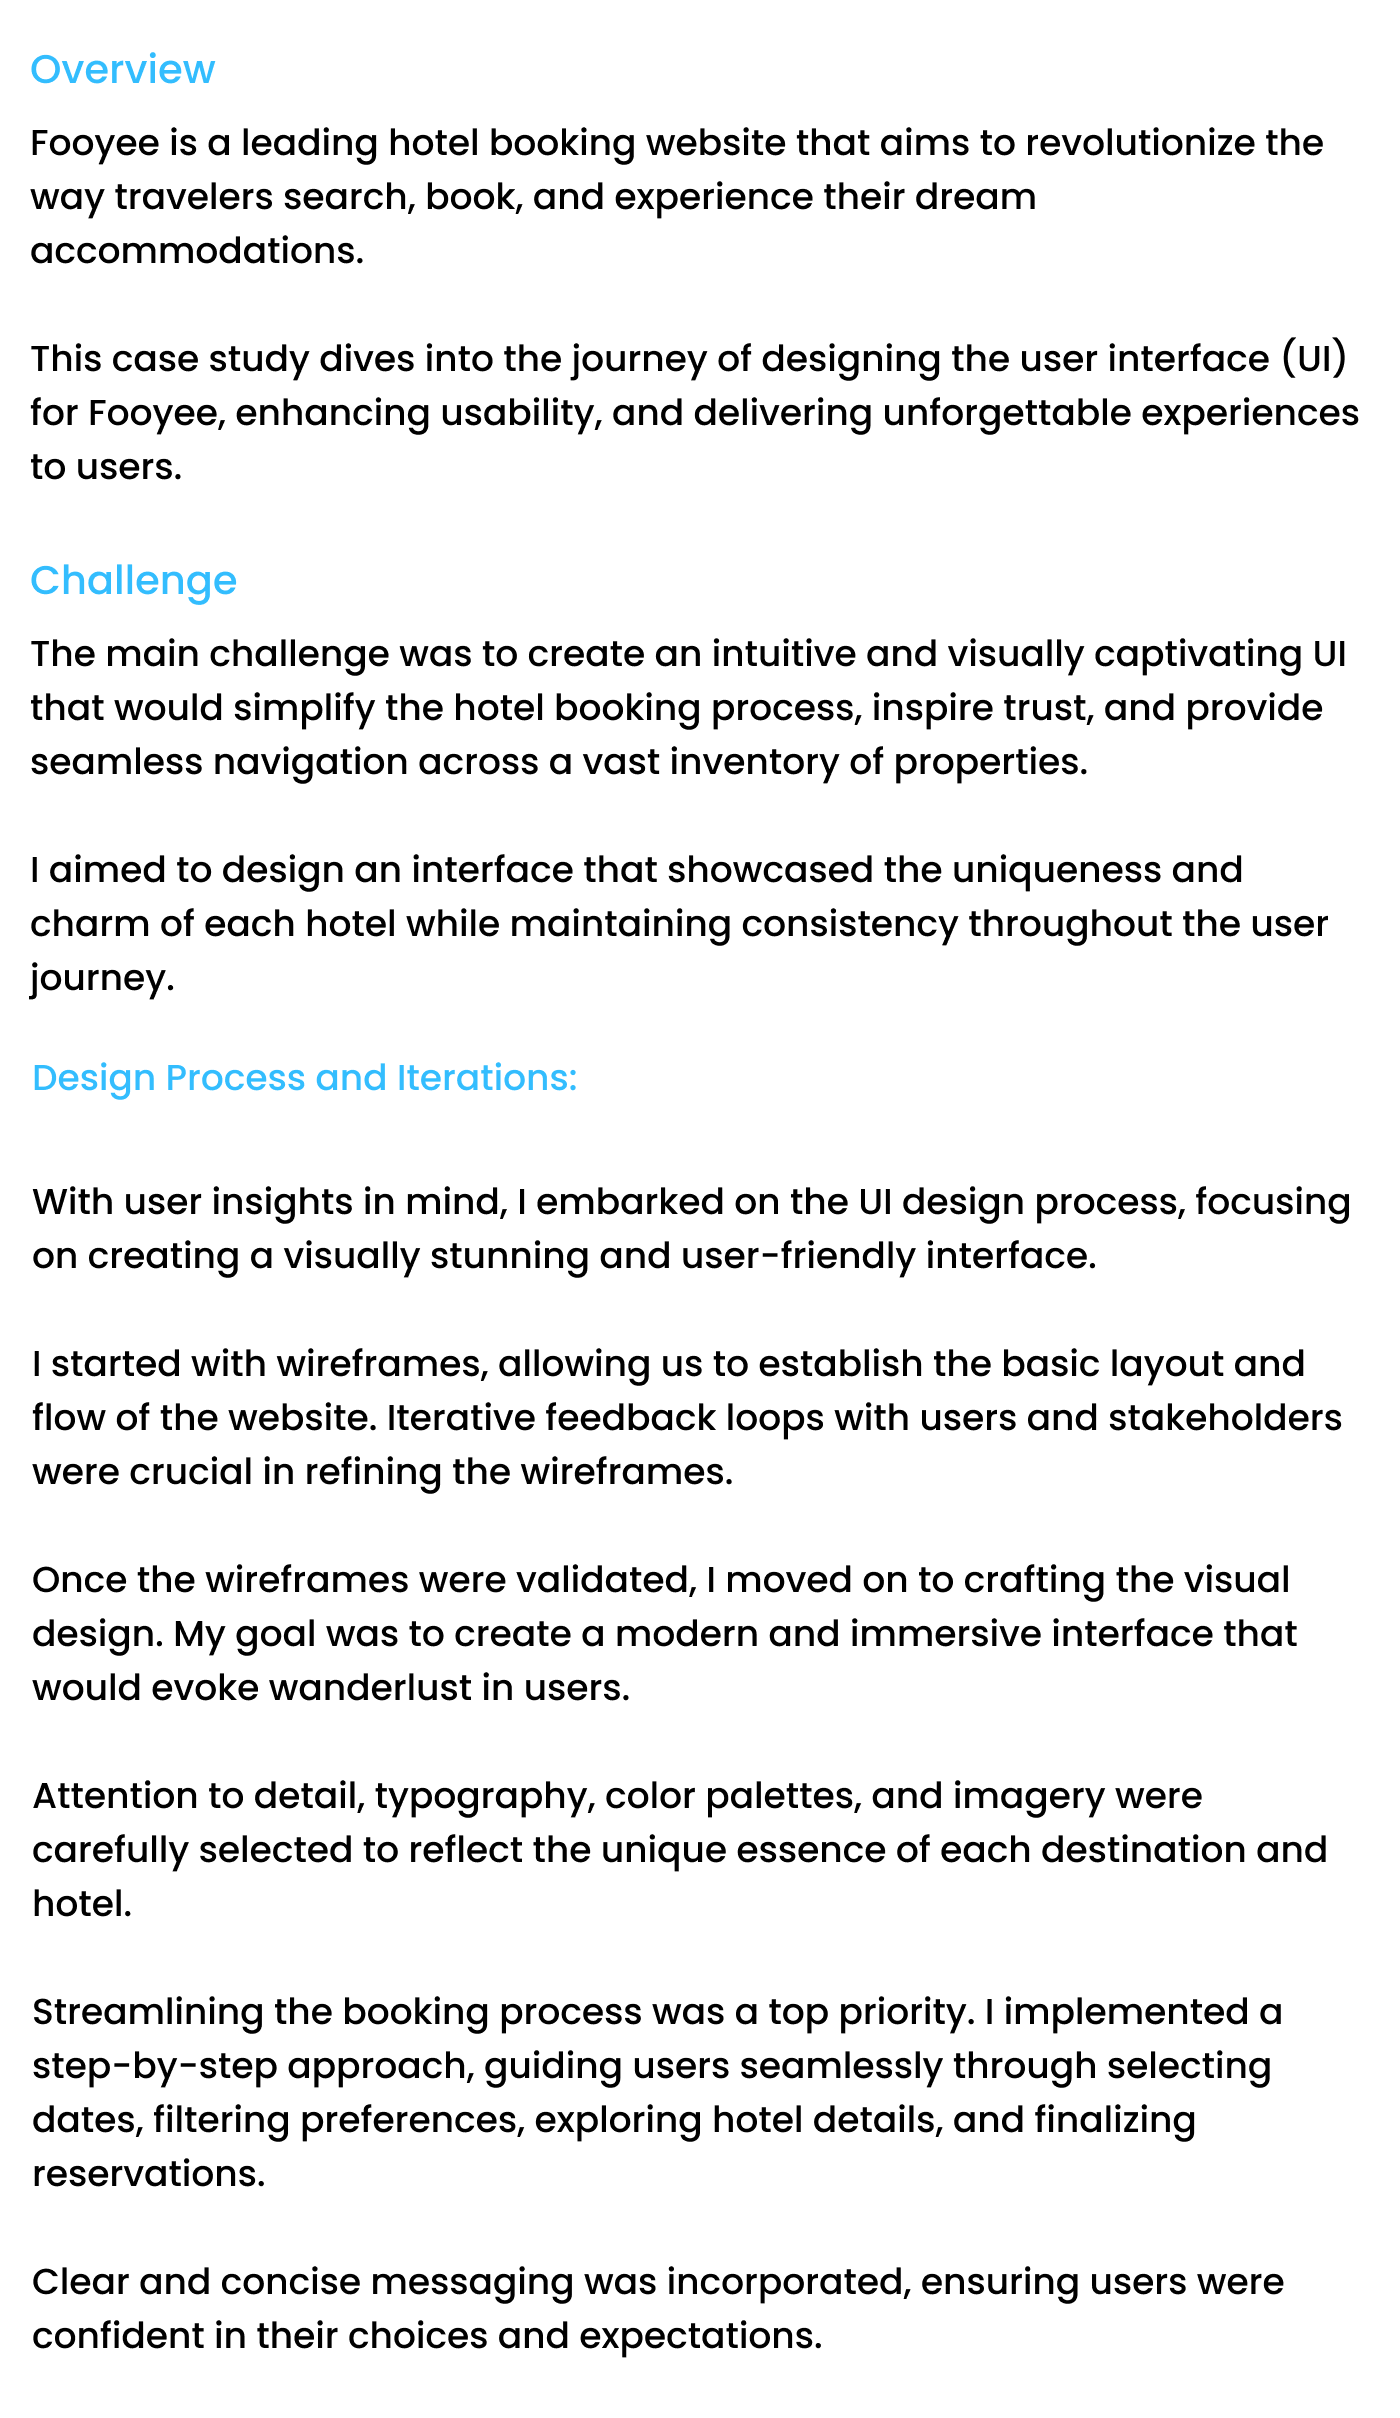 Overview
Fooyee is a leading hotel booking website that aims to revolutionize the
way travelers search, book, and experience their dream
accommodations.
This case study dives into the journey of designing the user interface (UI)
for Fooyee, enhancing usability, and delivering unforgettable experiences
to users.
Challenge
The main challenge was to create an intuitive and visually captivating UI
that would simplify the hotel booking process, inspire trust, and provide
seamless navigation across a vast inventory of properties.
I aimed to design an interface that showcased the uniqueness and
charm of each hotel while maintaining consistency throughout the user
journey.
Design Process and Iterations:
With user insights in mind, I embarked on the UI design process, focusing
on creating a visually stunning and user-friendly interface.
I started with wireframes, allowing us to establish the basic layout and
flow of the website. Iterative feedback loops with users and stakeholders
were crucial in refining the wireframes.
Once the wireframes were validated, I moved on to crafting the visual
design. My goal was to create a modern and immersive interface that
would evoke wanderlust in users.
Attention to detail, typography, color palettes, and imagery were
carefully selected to reflect the unique essence of each destination and
hotel.
Streamlining the booking process was a top priority. I implemented a
step-by-step approach, guiding users seamlessly through selecting
dates, filtering preferences, exploring hotel details, and finalizing
reservations.
Clear and concise messaging was incorporated, ensuring users were
confident in their choices and expectations.